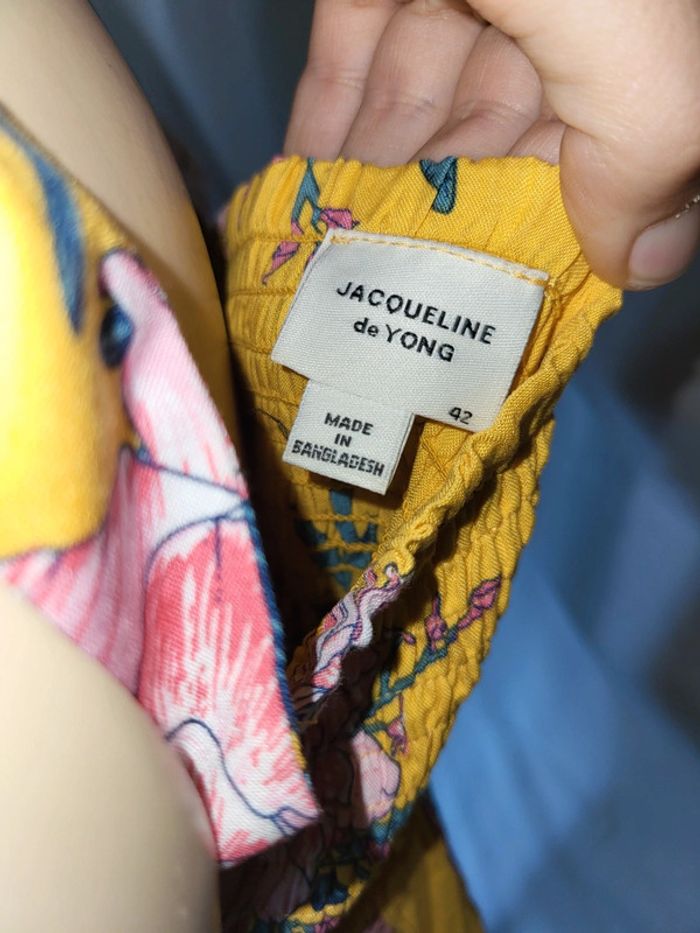 JACQUELINE
de YONG
42
MADE
IN
BANGLADESH